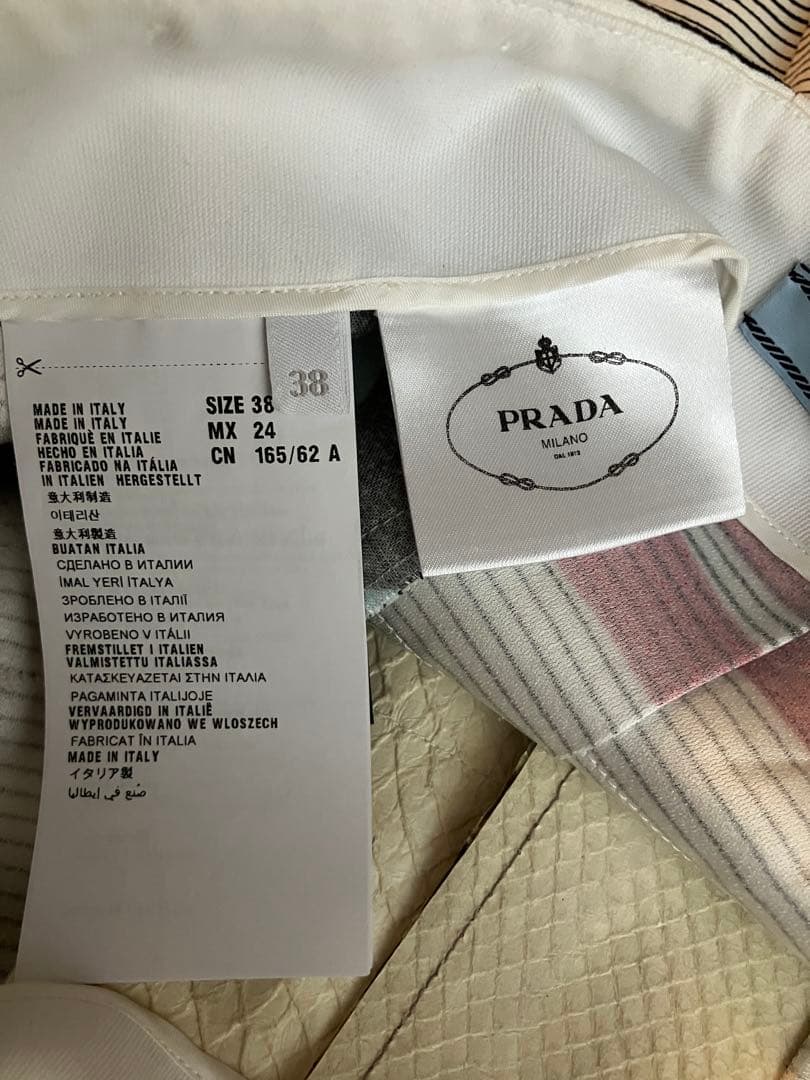 38
MADE IN ITALY
MADE IN ITALY
FABRIQUÈ EN ITALIE
HECHO EN ITALIA
FABRICADO NA ITÁLIA
IN ITALIEN HERGESTELLT
意大利制造
이태리산
意大利製造
BUATAN ITALIA
СДЕЛАНО В ИТАЛИИ
İMAL YERİ İTALYA
ЗРОБЛЕНО В ІТАЛІЇ
ИЗРАБОТЕНО В ИТАЛИЯ
VYROBENO V ITÁLII
FREMSTILLET I ITALIEN
VALMISTETTU ITALIASSA
ΚΑΤΑΣΚΕΥΑΖΕΤΑΙ ΣΤΗΝ ΙΤΑΛΙΑ
PAGAMINTA ITALIJOJE
VERVAARDIGD IN ITALIË
WYPRODUKOWANO WE WLOSZECH
FABRICAT ÎN ITALIA
MADE IN ITALY
イタリア製
صُنع في إيطاليا
SIZE 38
MX 24
CN 165/62 A
PRADA
MILANO
DAL 1913